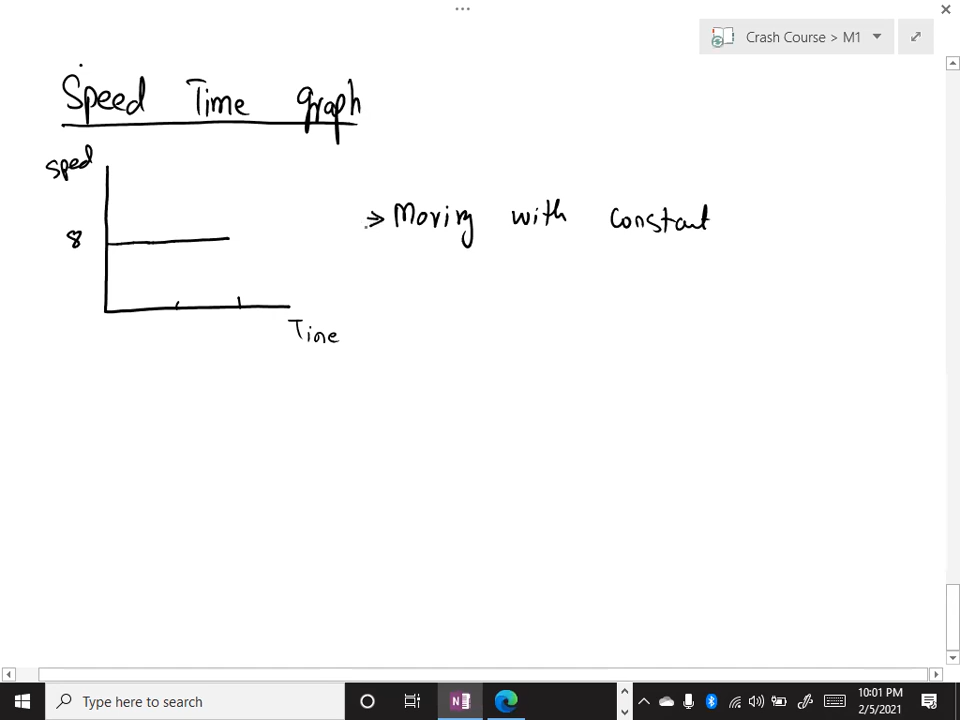 Crash Course > M1
Speed Time graph
Sped
8
Moving with constant
Time
Type here to search
10:01 PM
2/5/2021